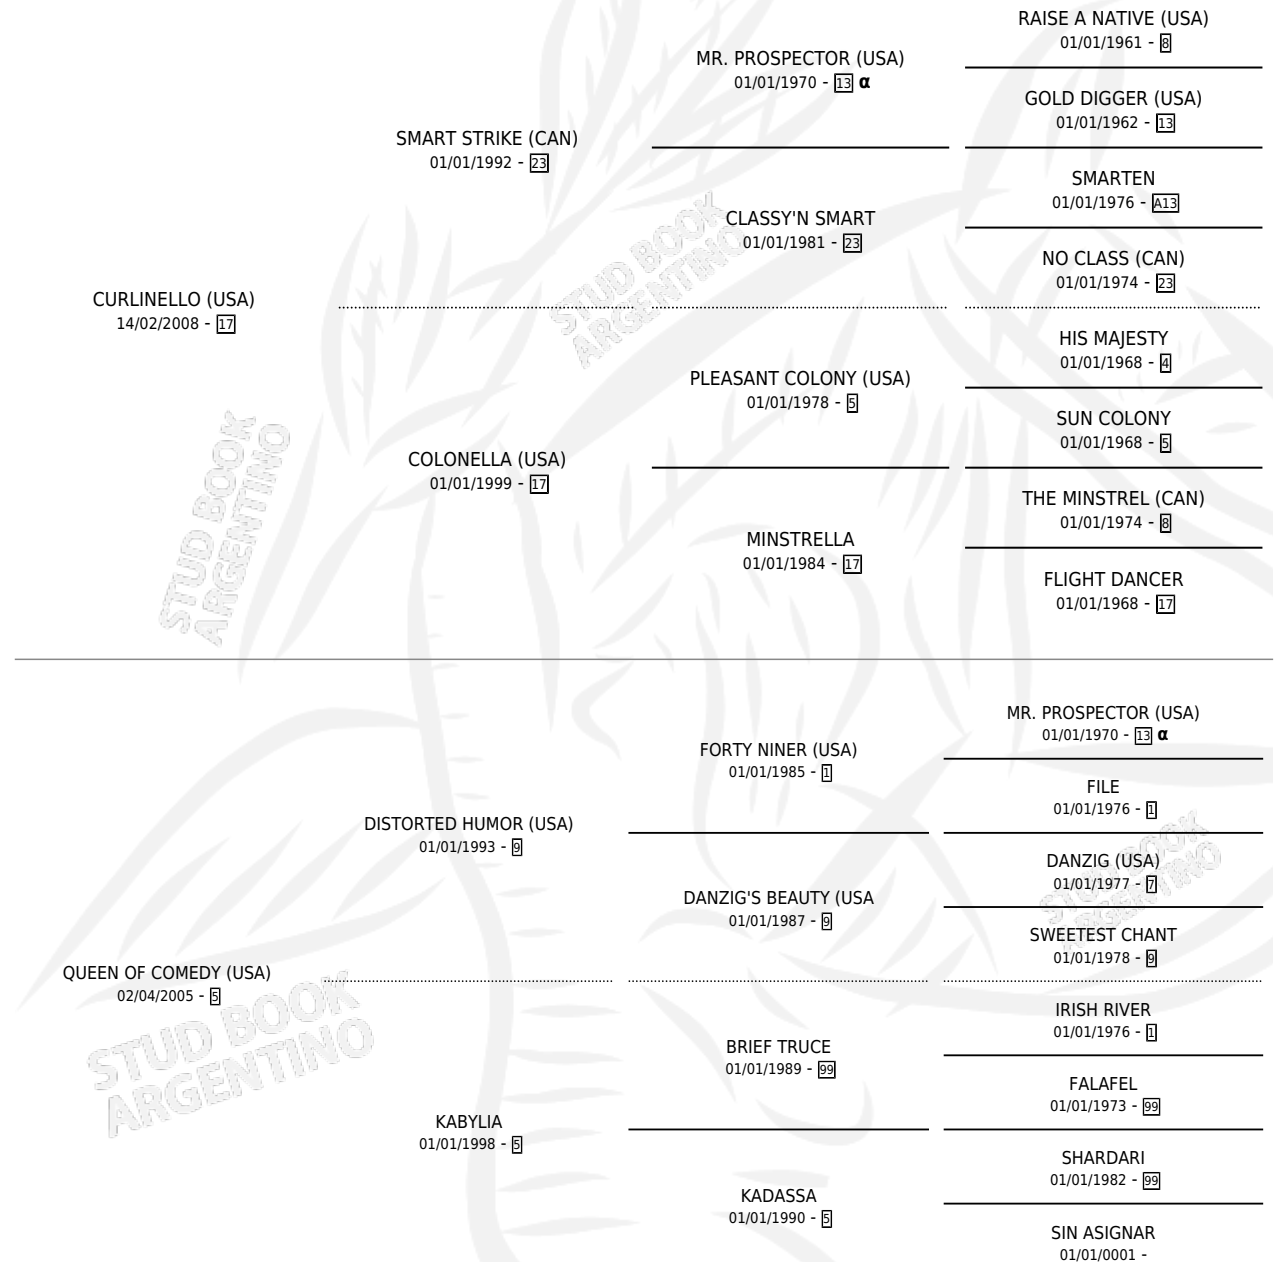 RAISE A NATIVE (USA)
01/01/1961 - 8
MR. PROSPECTOR (USA)
01/01/1970 - 13 α
GOLD DIGGER (USA)
01/01/1962 - 13
SMART STRIKE (CAN)
01/01/1992 - 23
SMARTEN
01/01/1976 - A13
CLASSY'N SMART
01/01/1981 - 23
NO CLASS (CAN)
01/01/1974 - 23
CURLINELLO (USA)
14/02/2008 - 17
HIS MAJESTY
01/01/1968 - 4
PLEASANT COLONY (USA)
01/01/1978 - 5
SUN COLONY
01/01/1968 - 5
COLONELLA (USA)
01/01/1999 - 17
THE MINSTREL (CAN)
01/01/1974 - 8
MINSTRELLA
01/01/1984 - 17
FLIGHT DANCER
01/01/1968 - 17
STUD BOOK
ARGENTINO
STUD BOOK
ARGENTINO
MR. PROSPECTOR (USA)
01/01/1970 - 13 α
FORTY NINER (USA)
01/01/1985 - 1
FILE
01/01/1976 - 1
DISTORTED HUMOR (USA)
01/01/1993 - 9
DANZIG (USA)
01/01/1977 - 7
DANZIG'S BEAUTY (USA
01/01/1987 - 9
SWEETEST CHANT
01/01/1978 - 9
STUD BOOK
ARGENTINO
QUEEN OF COMEDY (USA)
02/04/2005 - 5
IRISH RIVER
01/01/1976 - 1
BRIEF TRUCE
01/01/1989 - 99
FALAFEL
01/01/1973 - 99
KABYLIA
01/01/1998 - 5
SHARDARI
01/01/1982 - 99
KADASSA
01/01/1990 - 5
SIN ASIGNAR
01/01/0001 -
STUD BOOK
ARGENTINO